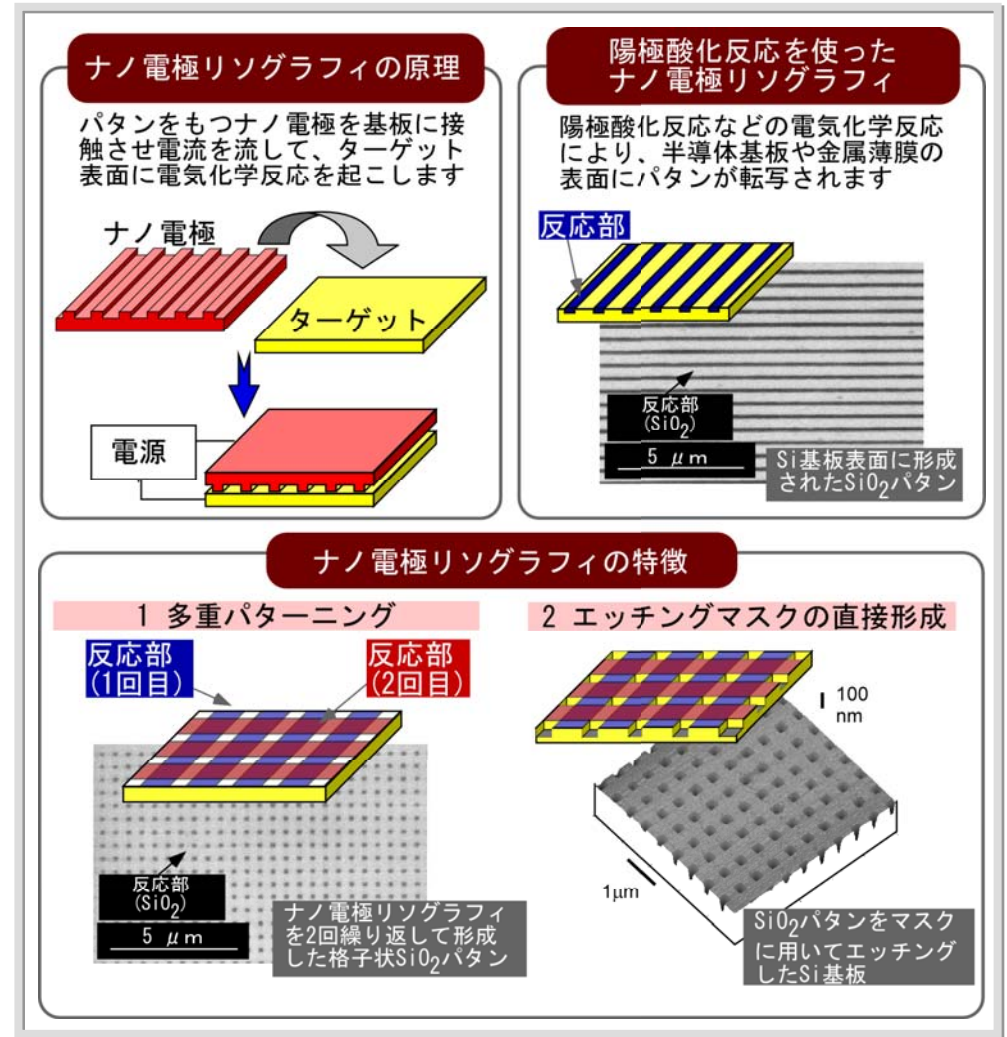 ナノ電極リソグラフィの原理
パタンをもつナノ電極を基板に接
触させ電流を流して、ターゲット
表面に電気化学反応を起こします
ナノ電極
ターゲット
電源
陽極酸化反応を使った
ナノ電極リソグラフィ
陽極酸化反応などの電気化学反応
により、半導体基板や金属薄膜の
表面にパタンが転写されます
反応部
反応部
(SiO2)
5 μm
Si基板表面に形成
されたSiO2パタン
ナノ電極リソグラフィの特徴
1 多重パターニング
反応部
(1回目)
反応部
(2回目)
反応部
(SiO2)
5 μm
ナノ電極リソグラフィ
を2回繰り返して形成
した格子状SiO2パタン
2 エッチングマスクの直接形成
100
nm
1μm
SiO2パタンをマスク
に用いてエッチング
したSi基板